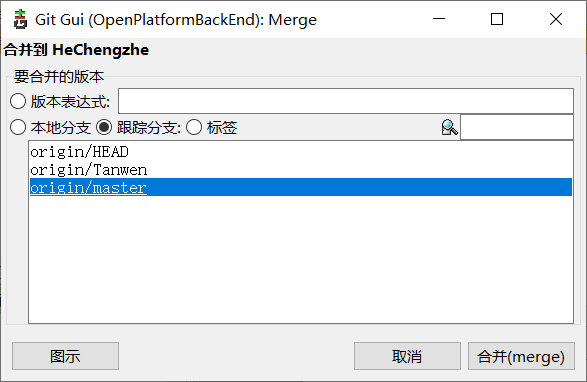 Git Gui (OpenPlatformBackEnd): Merge
合并到 HeChengzhe
要合并的版本
版本表达式:
本地分支 跟踪分支: 标签
origin/HEAD
origin/Tanwen
origin/master
图示 取消 合并(merge)